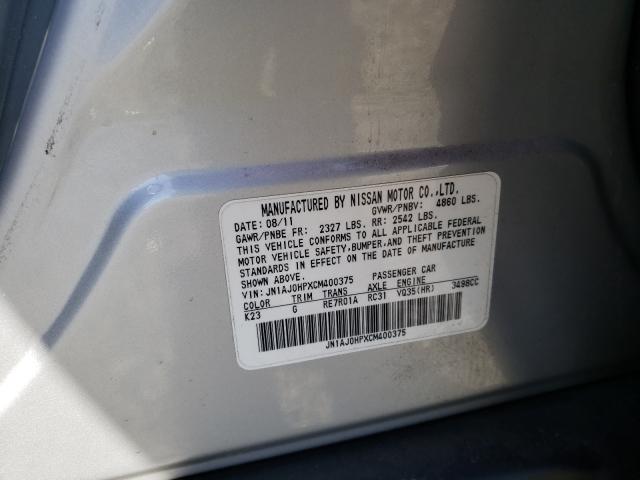 MANUFACTURED BY NISSAN MOTOR CO.,LTD.
DATE: 08/11 GVWR/PNBV: 4860 LBS.
GAWR/PNBE FR: 2327 LBS. RR: 2542 LBS.
THIS VEHICLE CONFORMS TO ALL APPLICABLE FEDERAL
MOTOR VEHICLE SAFETY,BUMPER,AND THEFT PREVENTION
STANDARDS IN EFFECT ON THE DATE OF MANUFACTURE
SHOWN ABOVE.
VIN: JN1AJ0HPXCM400375 PASSENGER CAR
COLOR TRIM TRANS AXLE ENGINE
K23 G RE7R01A RC31 VQ35(HR) 3498CC
JN1AJ0HPXCM400375